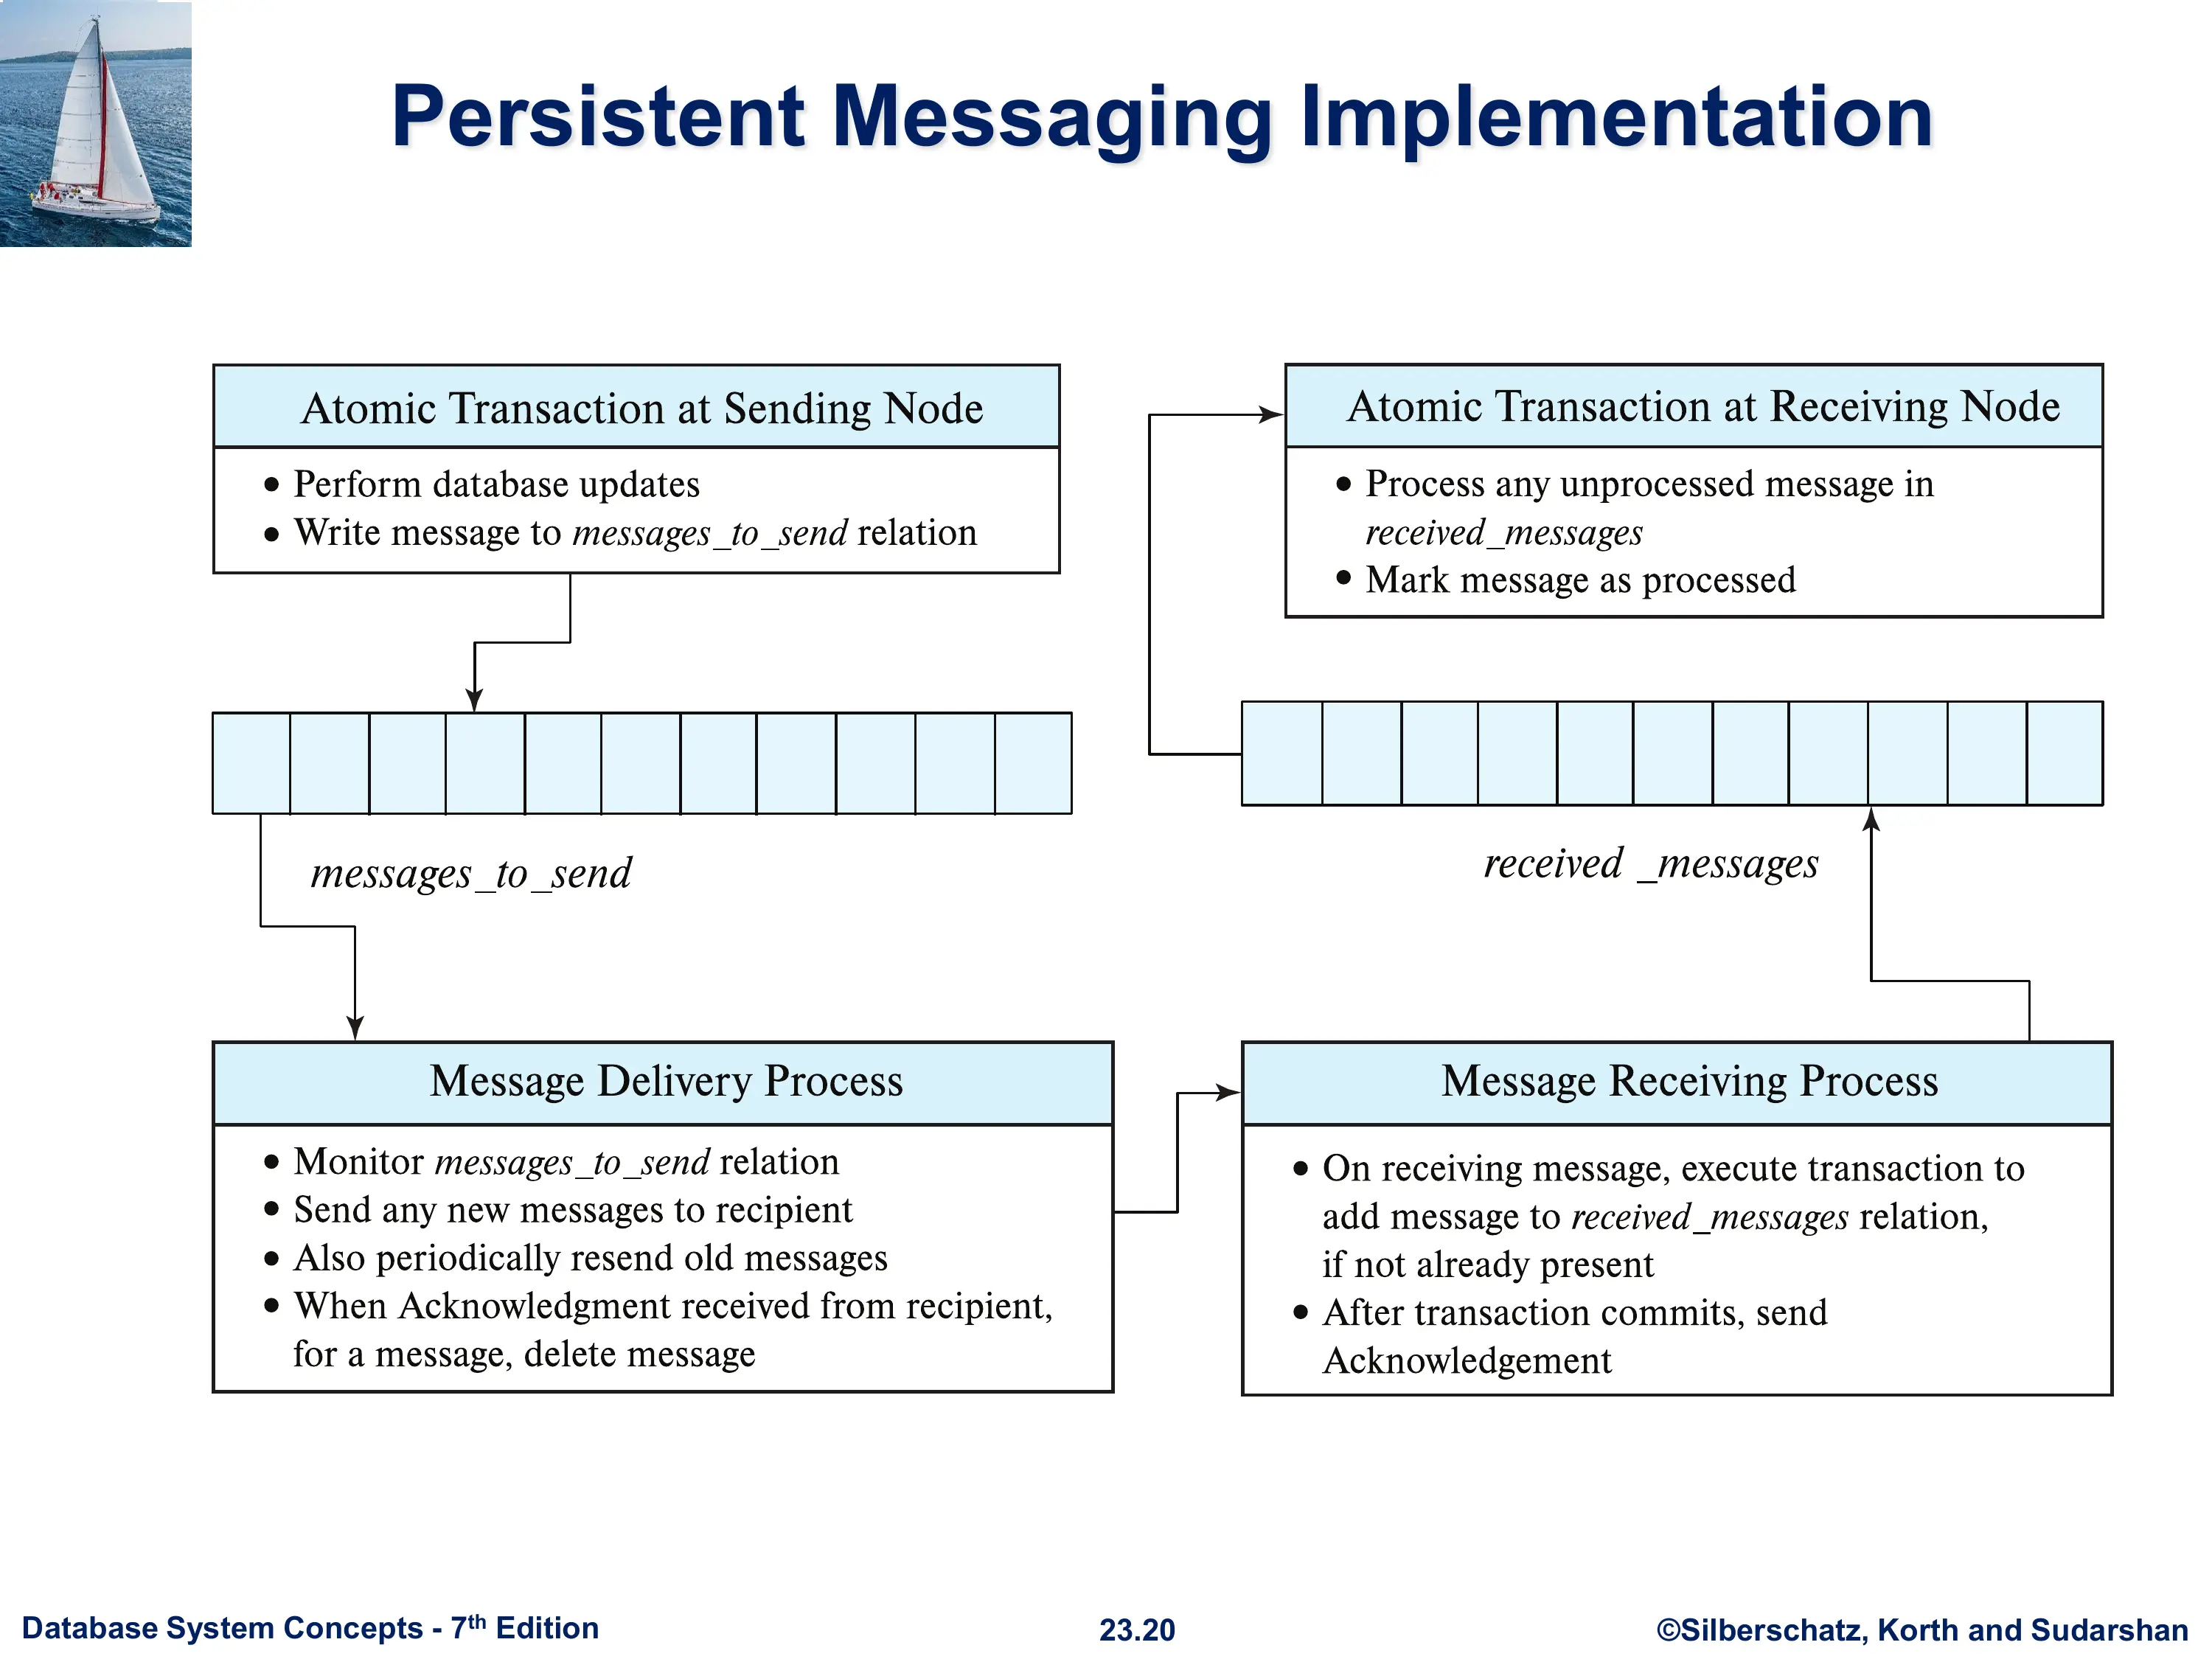 Persistent Messaging Implementation
Atomic Transaction at Sending Node
• Perform database updates
• Write message to messages_to_send relation
messages_to_send
Message Delivery Process
• Monitor messages_to_send relation
• Send any new messages to recipient
• Also periodically resend old messages
• When Acknowledgment received from recipient,
for a message, delete message
Atomic Transaction at Receiving Node
• Process any unprocessed message in
received_messages
• Mark message as processed
received _messages
Message Receiving Process
• On receiving message, execute transaction to
add message to received_messages relation,
if not already present
• After transaction commits, send
Acknowledgement
Database System Concepts - 7th Edition
23.20
©Silberschatz, Korth and Sudarshan